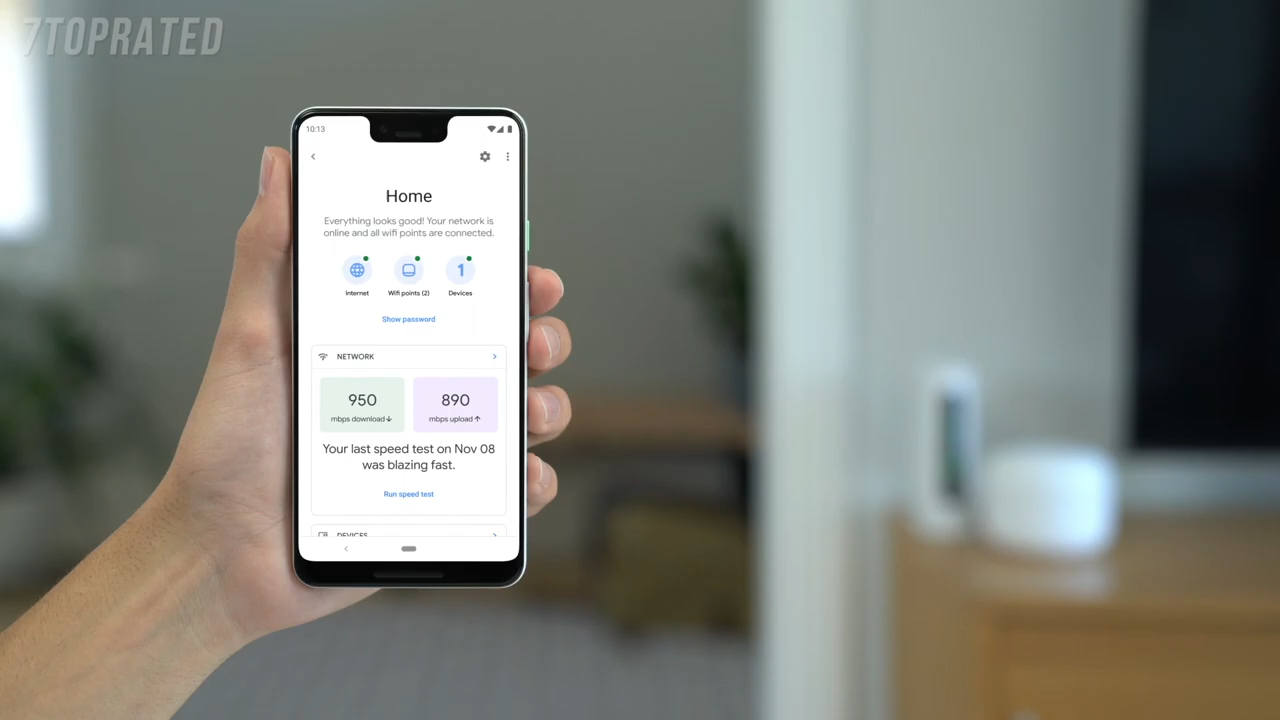 7TOPRATED
10:13
Home
Everything looks good! Your network is
online and all wifi points are connected.
1
Internet
Wifi points (2)
Devices
Show password
NETWORK
950
890
mbps download
mbps upload
Your last speed test on Nov 08
was blazing fast.
Run speed test
DEVICES